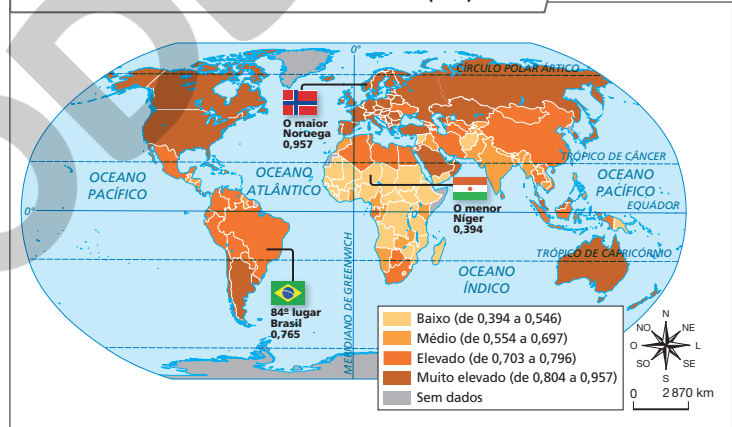 0°
CÍRCULO POLAR ÁRTICO
O maior
Noruega
0,957
TRÓPICO DE CÂNCER
OCEANO
PACÍFICO
OCEANO
ATLÂNTICO
OCEANO
PACÍFICO
EQUADOR
0°
O menor
Níger
0,394
TRÓPICO DE CAPRICÓRNIO
OCEANO
ÍNDICO
MERIDIANO DE GREENWICH
84º lugar
Brasil
0,765
Baixo (de 0,394 a 0,546)
Médio (de 0,554 a 0,697)
Elevado (de 0,703 a 0,796)
Muito elevado (de 0,804 a 0,957)
Sem dados
N
NO NE
O L
SO SE
S
0 2 870 km